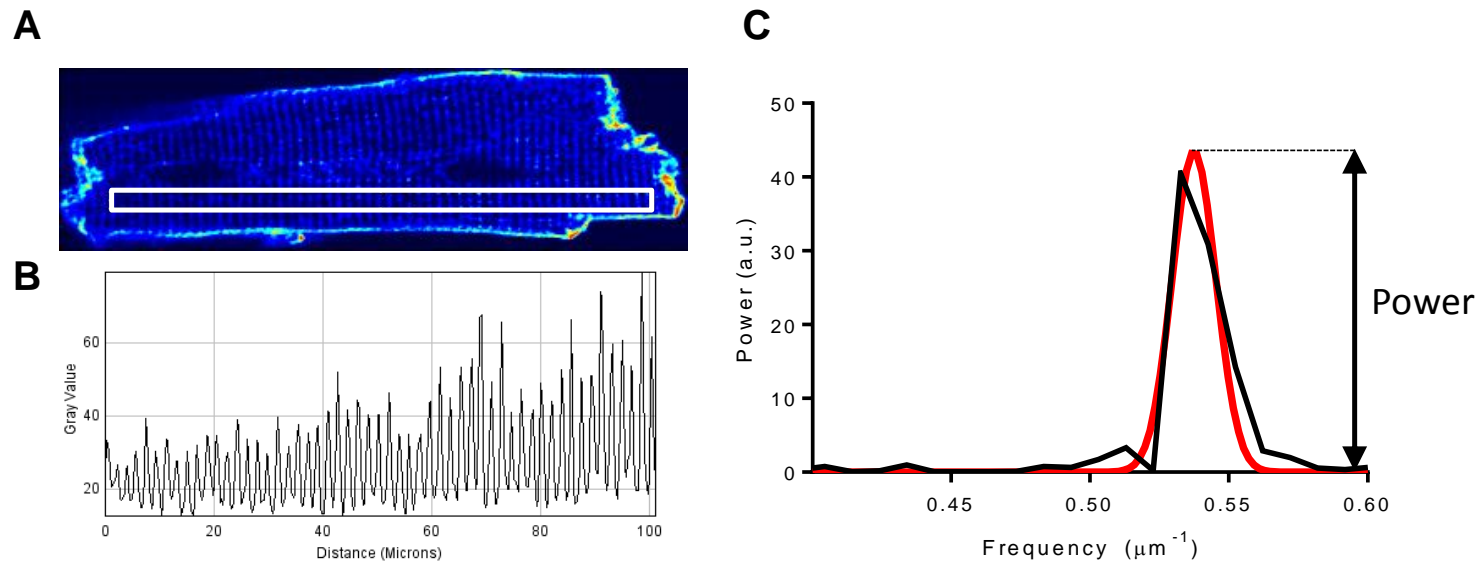 A
B
60
40
20
Gray Value
0 20 40 60 80 100
Distance (Microns)
C
50
40
30
20
10
0
Power (a.u.)
0.45 0.50 0.55 0.60
Frequency (μm⁻¹)
Power